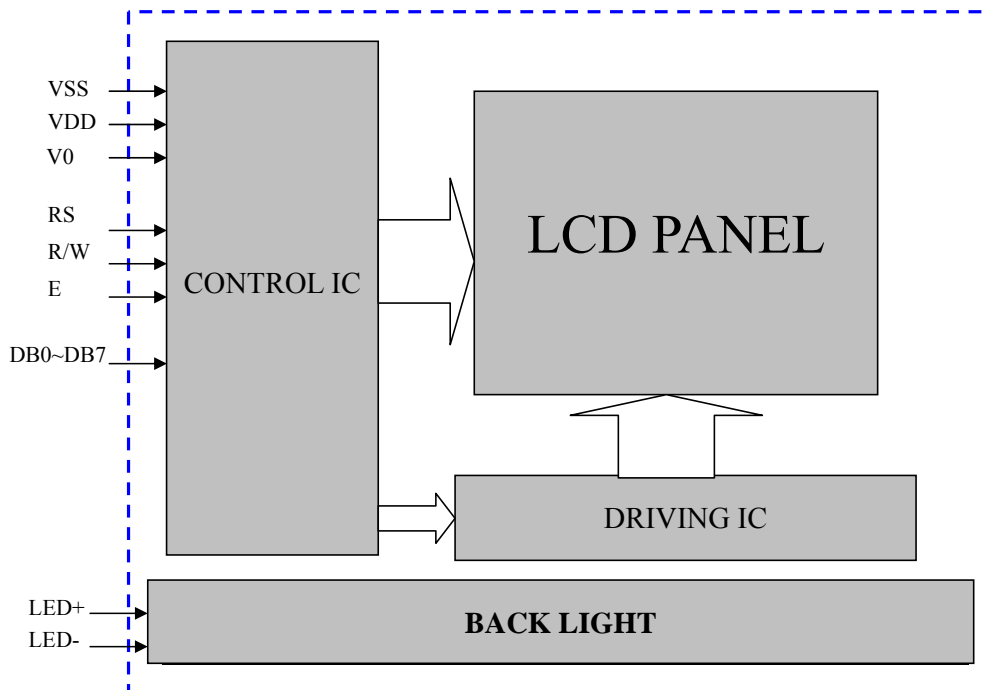 VSS
VDD
V0
RS
R/W
E
DB0~DB7
CONTROL IC
LCD PANEL
DRIVING IC
LED+
LED-
BACK LIGHT